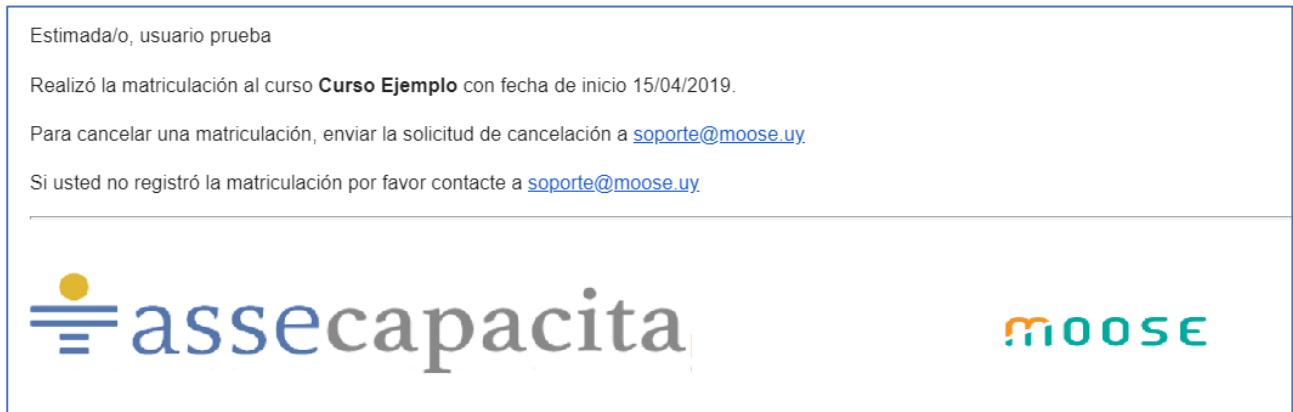 Estimada/o, usuario prueba
Realizó la matriculación al curso Curso Ejemplo con fecha de inicio 15/04/2019.
Para cancelar una matriculación, enviar la solicitud de cancelación a soporte@moose.uy
Si usted no registró la matriculación por favor contacte a soporte@moose.uy
assecapacita
moose